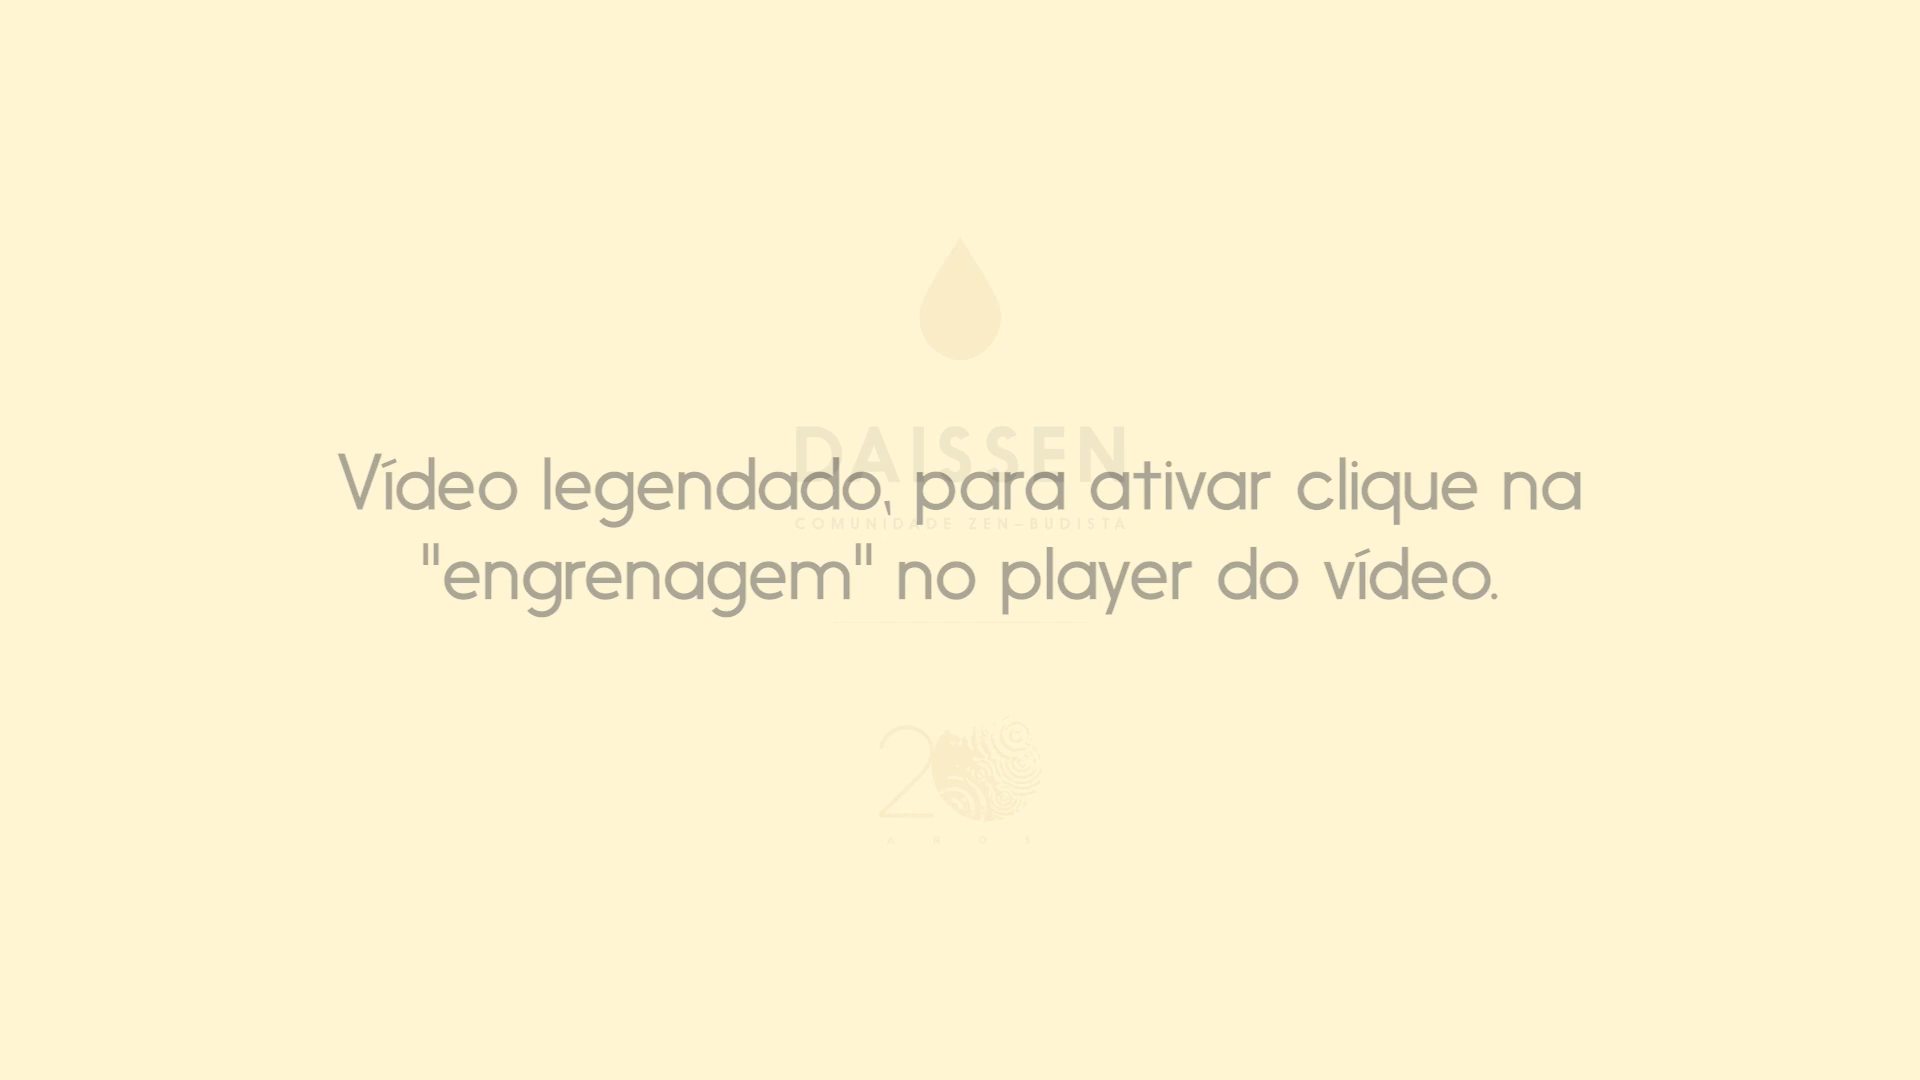 DAISSEN
Vídeo legendado, para ativar clique na
COMUNIDADE ZEN-BUDISTA
"engrenagem" no player do vídeo.
20
ANOS